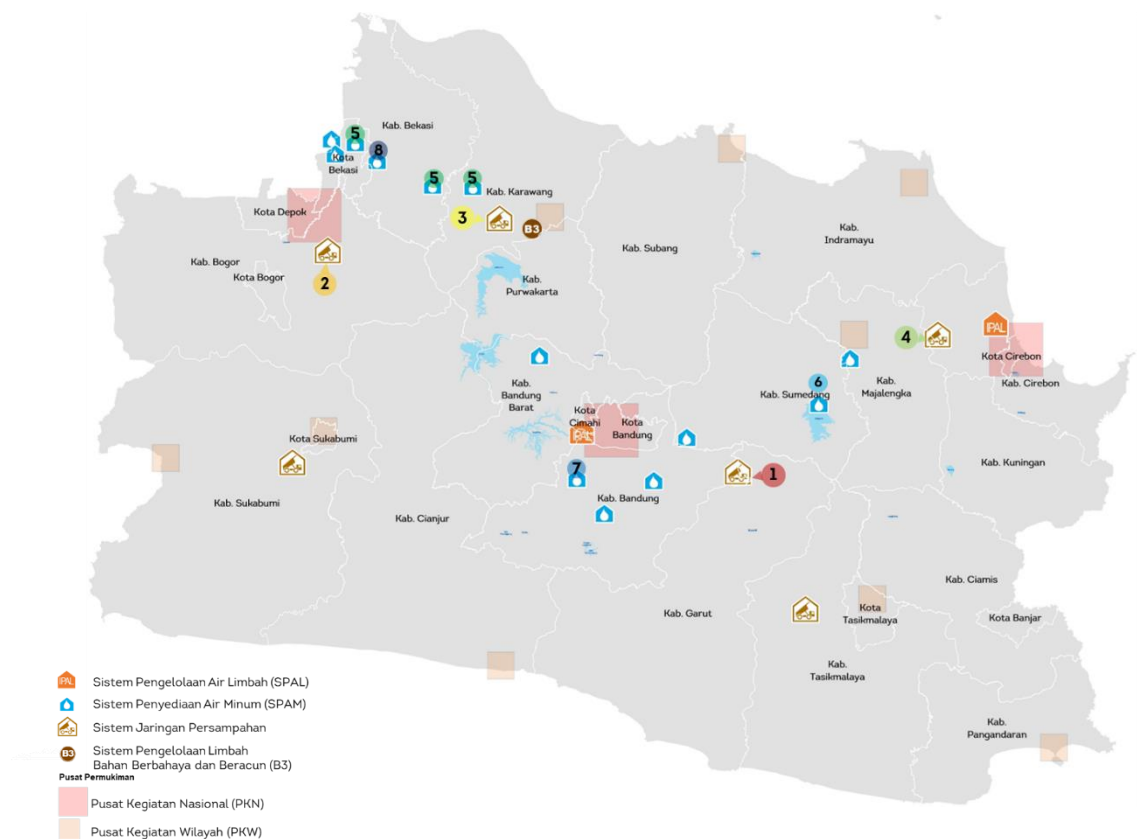 Kab. Bekasi
5
8
Kota
Bekasi
5
5
Kab. Karawang
3
B3
Kota Depok
Kab. Bogor
Kota Bogor
2
Kab. Subang
Kab.
Indramayu
Kab.
Purwakarta
4
IPAL
Kota Cirebon
Kab. Cirebon
Kab.
Majalengka
6
Kab. Sumedang
Kab.
Bandung
Barat
Kota
Cimahi
Kota
Bandung
IPAL
Kota Sukabumi
Kab. Kuningan
7
1
Kab. Bandung
Kab. Sukabumi
Kab. Cianjur
Kab. Ciamis
Kab. Garut
Kota
Tasikmalaya
Kota Banjar
Kab.
Tasikmalaya
Kab.
Pangandaran
IPAL
Sistem Pengelolaan Air Limbah (SPAL)
Sistem Penyediaan Air Minum (SPAM)
Sistem Jaringan Persampahan
B3
Sistem Pengelolaan Limbah
Bahan Berbahaya dan Beracun (B3)
Pusat Permukiman
Pusat Kegiatan Nasional (PKN)
Pusat Kegiatan Wilayah (PKW)